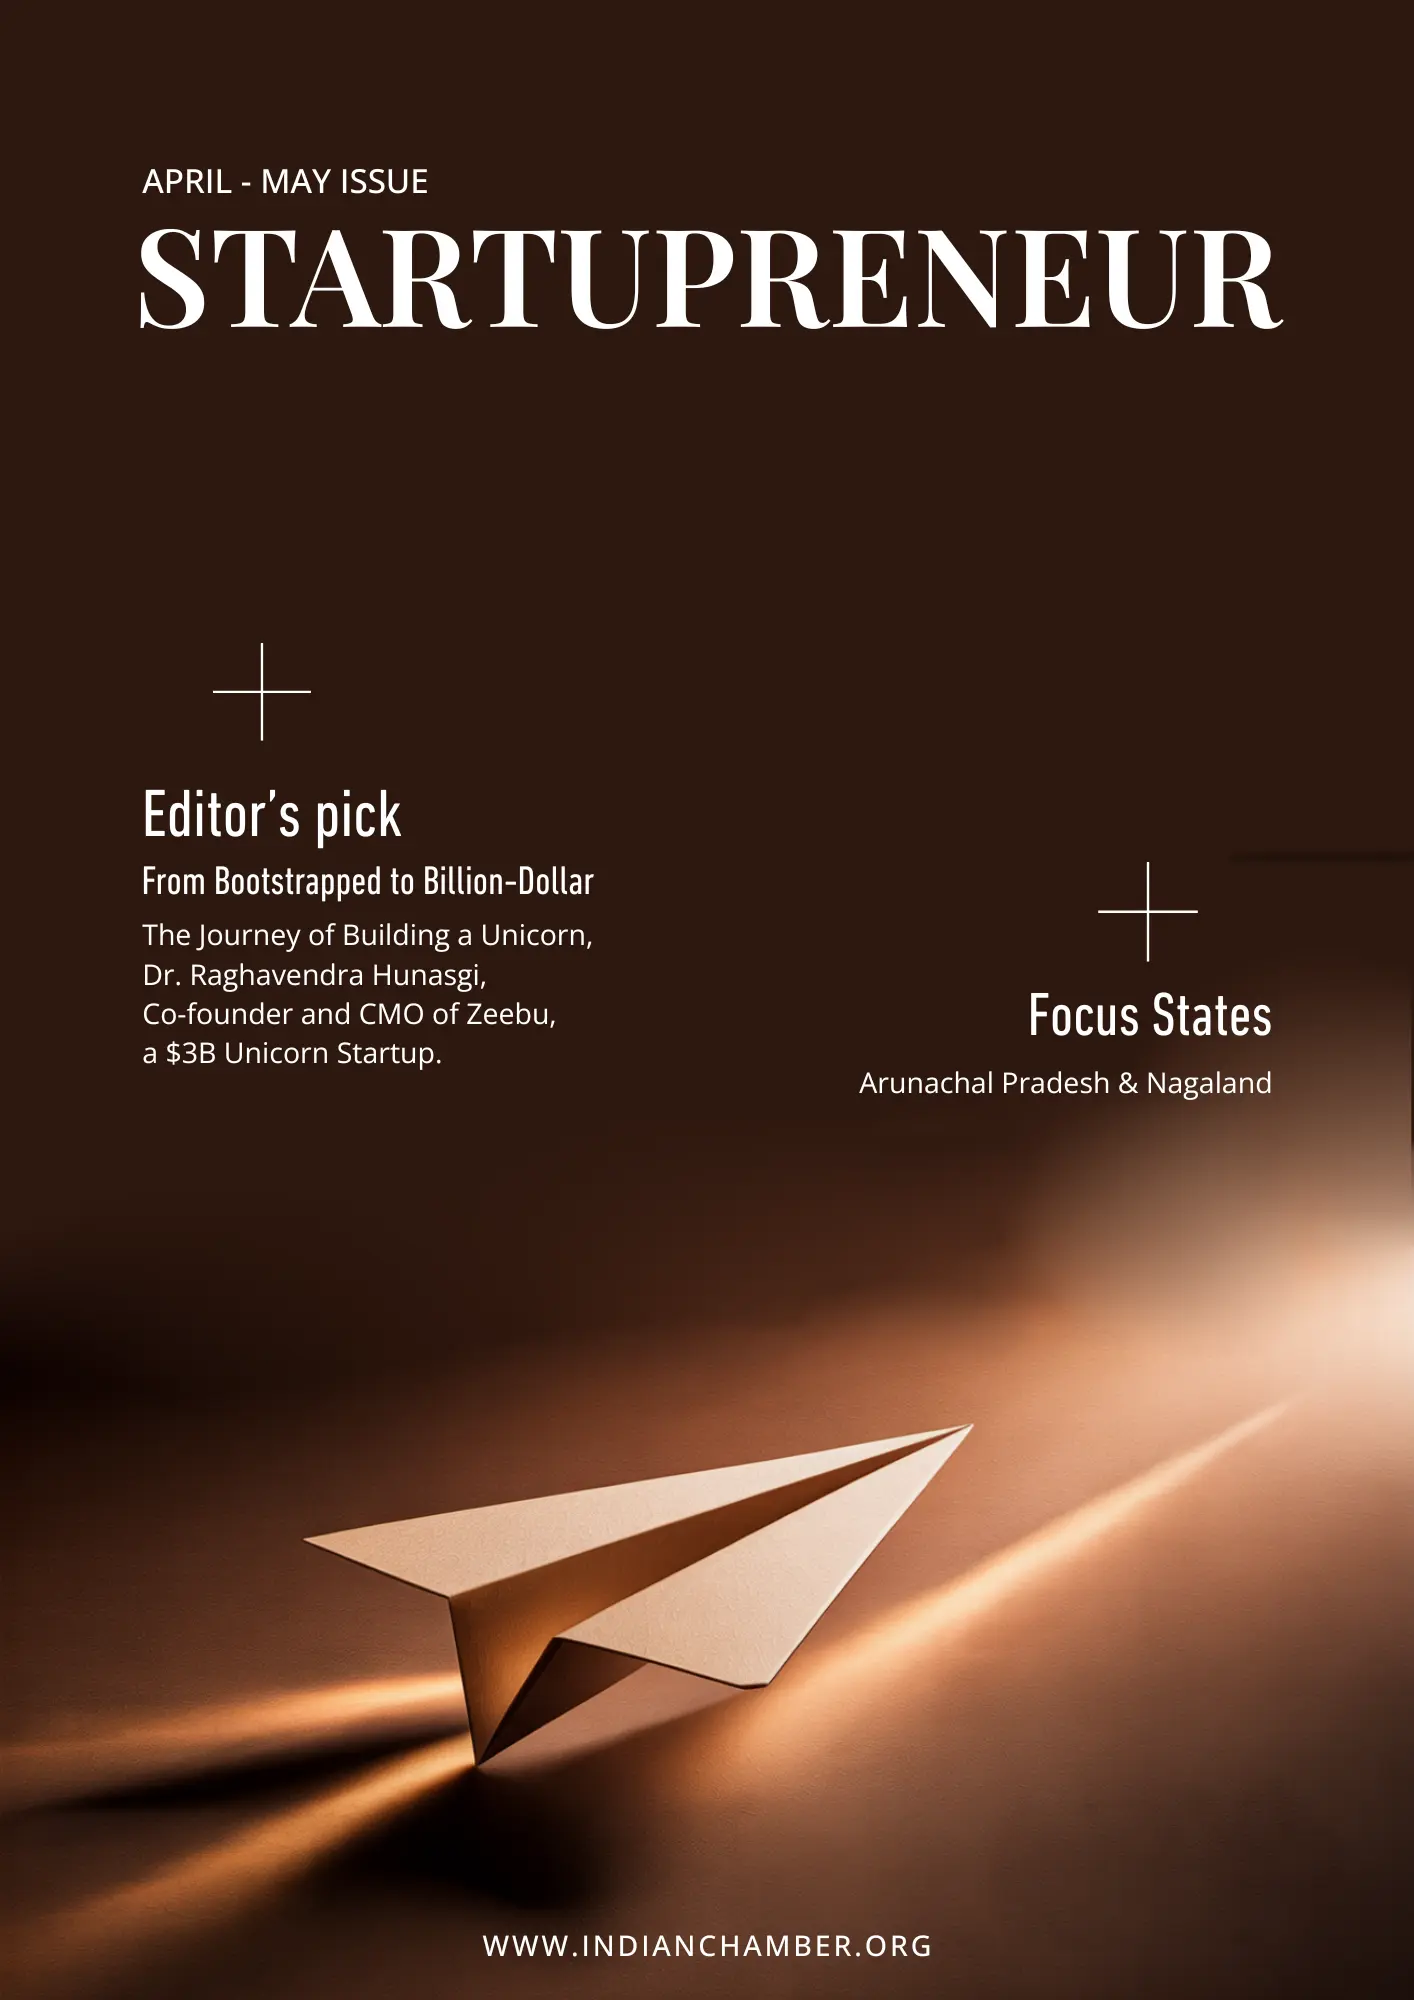 APRIL - MAY ISSUE
STARTUPRENEUR
Editor’s pick
From Bootstrapped to Billion-Dollar
The Journey of Building a Unicorn,
Dr. Raghavendra Hunasgi,
Co-founder and CMO of Zeebu,
a $3B Unicorn Startup.
Focus States
Arunachal Pradesh & Nagaland
WWW.INDIANCHAMBER.ORG